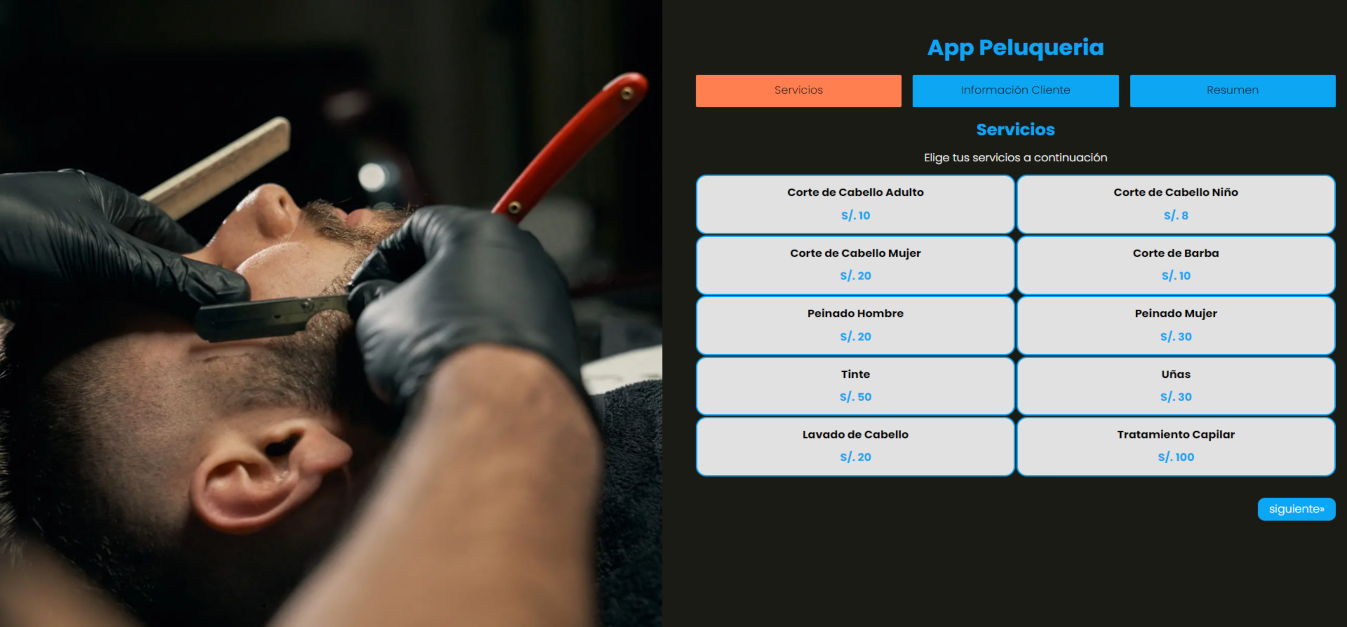 App Peluqueria
Servicios
Información Cliente
Resumen
Servicios
Elige tus servicios a continuación
Corte de Cabello Adulto
S/. 10
Corte de Cabello Niño
S/. 8
Corte de Cabello Mujer
S/. 20
Corte de Barba
S/. 10
Peinado Hombre
S/. 20
Peinado Mujer
S/. 30
Tinte
S/. 50
Uñas
S/. 30
Lavado de Cabello
S/. 20
Tratamiento Capilar
S/. 100
siguiente»